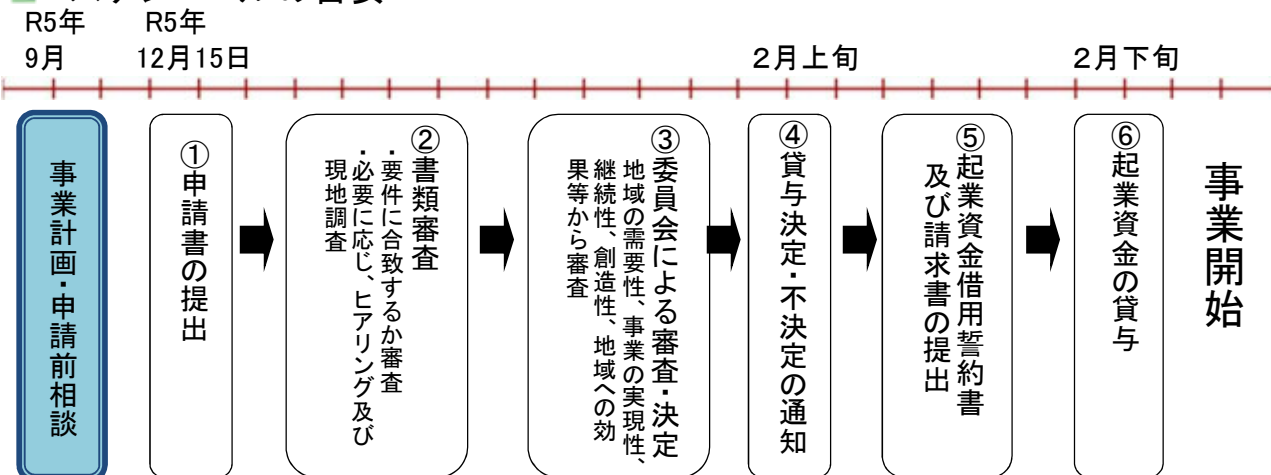 R5年
9月
R5年
12月15日
2月上旬
2月下旬
事業計画・申請前相談
①申請書の提出
②書類審査
・要件に合致するか審査
・必要に応じ、ヒアリング及び
現地調査
③委員会による審査・決定
地域の需要性、事業の実現性、
継続性、創造性、地域への効
果等から審査
④貸与決定・不決定の通知
⑤起業資金借用誓約書
及び請求書の提出
⑥起業資金の貸与
事業開始